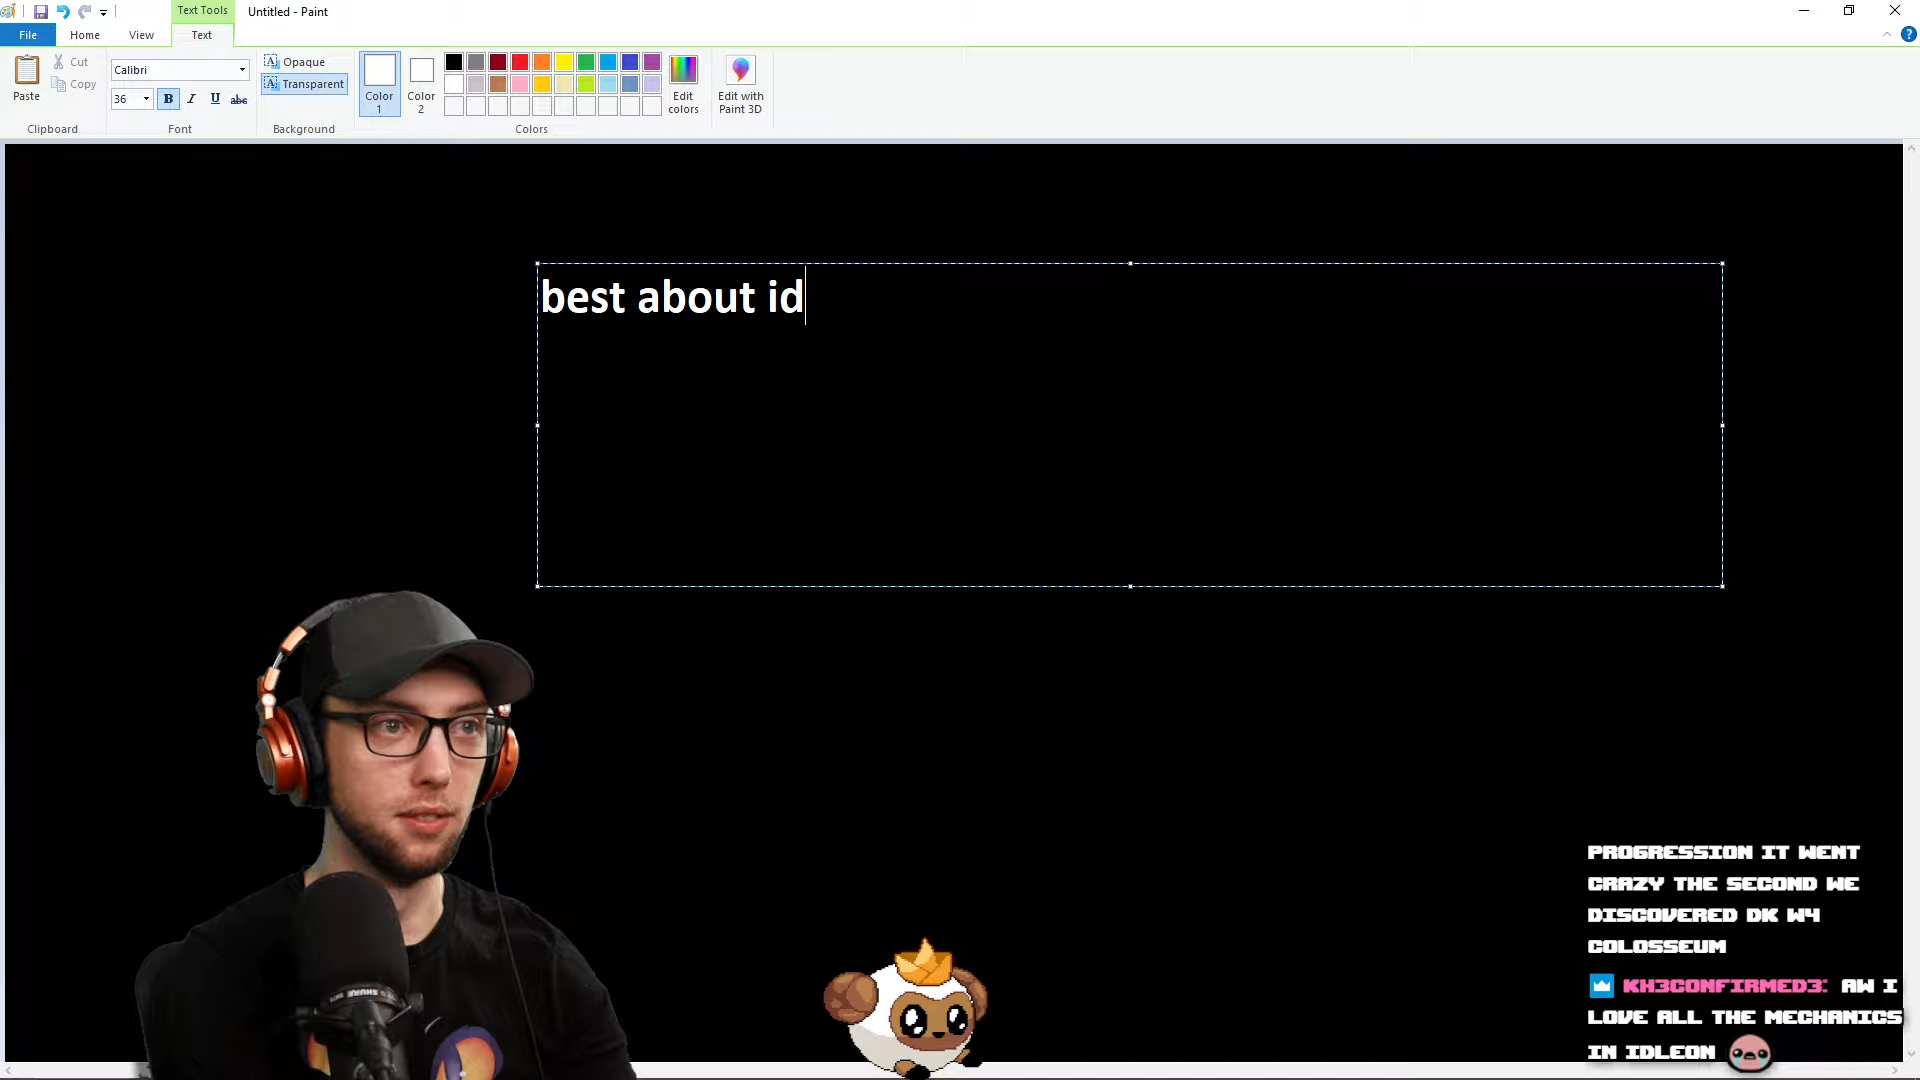 Text Tools
Untitled - Paint
File
Home
View
Text
Paste
Cut
Copy
Clipboard
Calibri
36
B
I
U
abc
Font
Opaque
Transparent
Background
Color 1
Color 2
Edit colors
Colors
Edit with Paint 3D
best about id
PROGRESSION IT WENT
CRAZY THE SECOND WE
DISCOVERED DK W4
COLOSSEUM
KH3CONFIRMED3: AW I
LOVE ALL THE MECHANICS
IN IDLEON